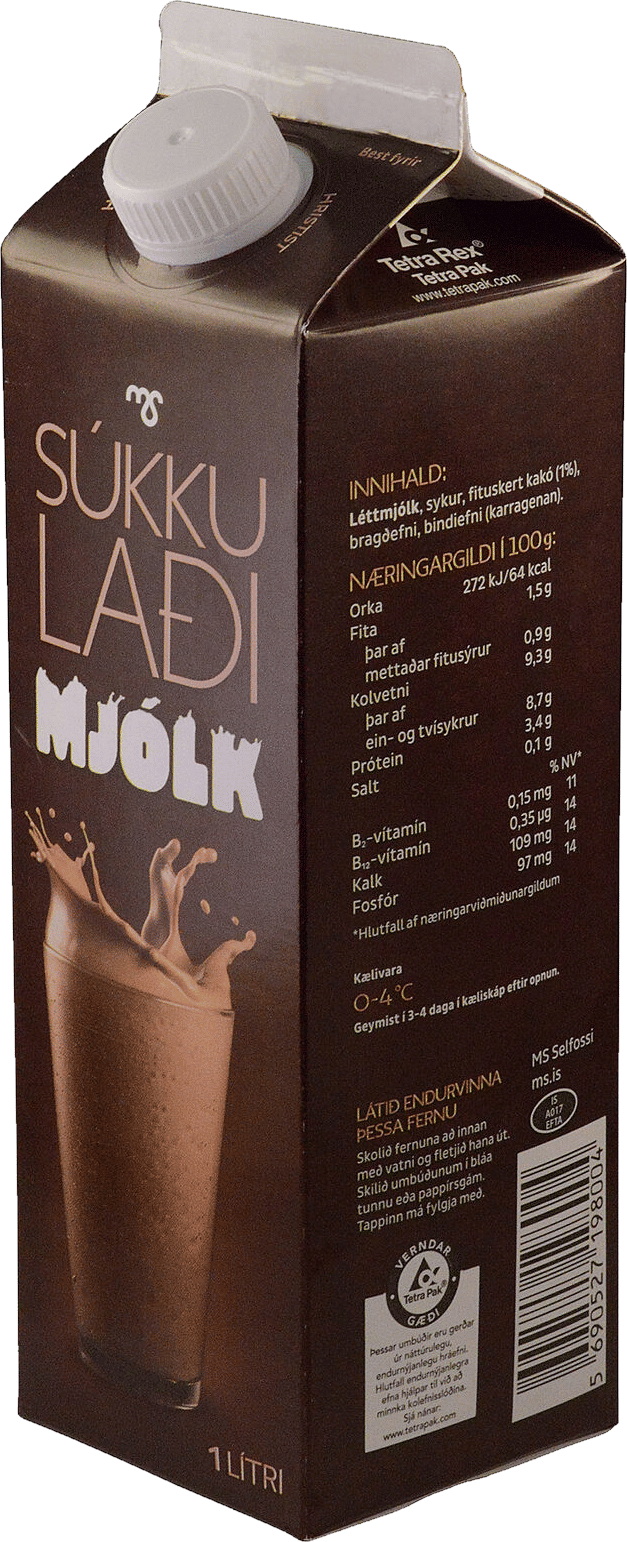 Best fyrir
HRISTIST
Tetra Rex®
Tetra Pak
www.tetrapak.com
ms
SÚKKU
LAÐI
MJÓLK
1 LÍTRI
INNIHALD:
Léttmjólk, sykur, fituskert kakó (1%),
bragðefni, bindiefni (karragenan).
NÆRINGARGILDI Í 100g:
Orka 272 kJ/64 kcal
Fita 1,5 g
þar af
mettaðar fitusýrur 0,9 g
Kolvetni 9,3 g
þar af
ein- og tvísykrur 8,7 g
Prótein 3,4 g
Salt 0,1 g
% NV*
B₂-vítamín 0,15 mg 11
B₁₂-vítamín 0,35 µg 14
Kalk 109 mg 14
Fosfór 97 mg 14
*Hlutfall af næringarviðmiðunargildum
Kælivara
0-4°C
Geymist í 3-4 daga í kæliskáp eftir opnun.
MS Selfossi
ms.is
IS
A017
EFTA
LÁTIÐ ENDURVINNA
ÞESSA FERNU
Skolið fernuna að innan
með vatni og fletjið hana út.
Skilið umbúðunum í bláa
tunnu eða pappírsgám.
Tappinn má fylgja með.
VERNDAR
Tetra Pak®
GÆÐI
Þessar umbúðir eru gerðar
úr náttúrulegu,
endurnýjanlegu hráefni.
Hlutfall endurnýjanlegra
efna hjálpar til við að
minnka kolefnisslóðina.
Sjá nánar:
www.tetrapak.com
5 690527 198004